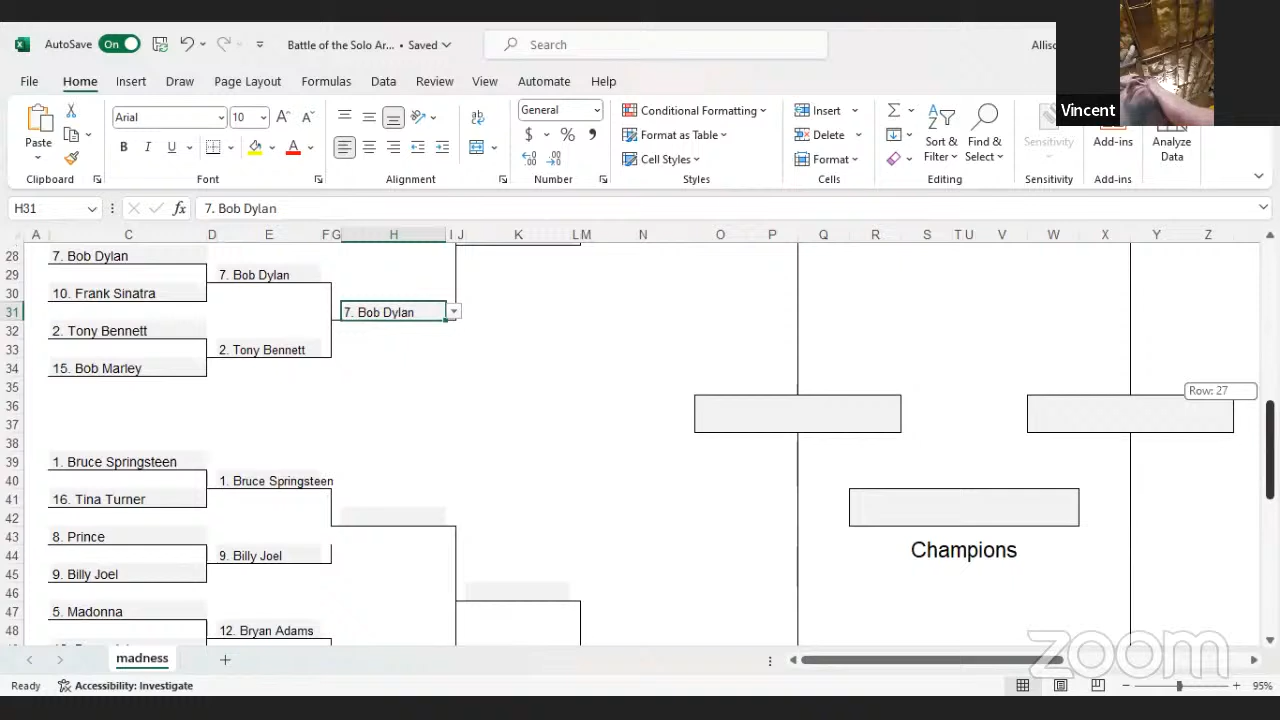 AutoSave On Battle of the Solo Ar... • Saved Search Allis
Vincent
File Home Insert Draw Page Layout Formulas Data Review View Automate Help
Paste
Clipboard
Arial 10
B I U A
Font
Alignment
General
$ % 9
Number
Conditional Formatting
Format as Table
Cell Styles
Styles
Insert
Delete
Format
Cells
Sort & Filter
Find & Select
Editing
Sensitivity
Sensitivity
Add-ins
Add-ins
Analyze Data
H31 fx 7. Bob Dylan
A C D E F G H I J K L M N O P Q R S T U V W X Y Z
28 7. Bob Dylan
29 7. Bob Dylan
30 10. Frank Sinatra
31 7. Bob Dylan
32 2. Tony Bennett
33 2. Tony Bennett
34 15. Bob Marley
35 Row: 27
36
37
38
39 1. Bruce Springsteen
40 1. Bruce Springsteen
41 16. Tina Turner
42
43 8. Prince
44 9. Billy Joel
Champions
45 9. Billy Joel
46
47 5. Madonna
48 12. Bryan Adams
madness
zoom
Ready Accessibility: Investigate 95%